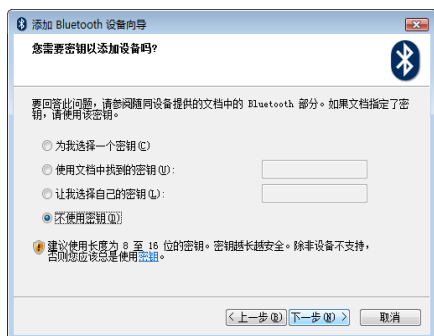 添加 Bluetooth 设备向导
您需要密钥以添加设备吗?
要回答此问题，请参阅随同设备提供的文档中的 Bluetooth 部分。如果文档指定了密
钥，请使用该密钥。
为我选择一个密钥(C)
使用文档中找到的密钥(U):
让我选择自己的密钥(L):
不使用密钥(D)
建议使用长度为 8 至 16 位的密钥。密钥越长越安全。除非设备不支持，
否则您应该总是使用密钥。
< 上一步(B) 下一步(N) > 取消